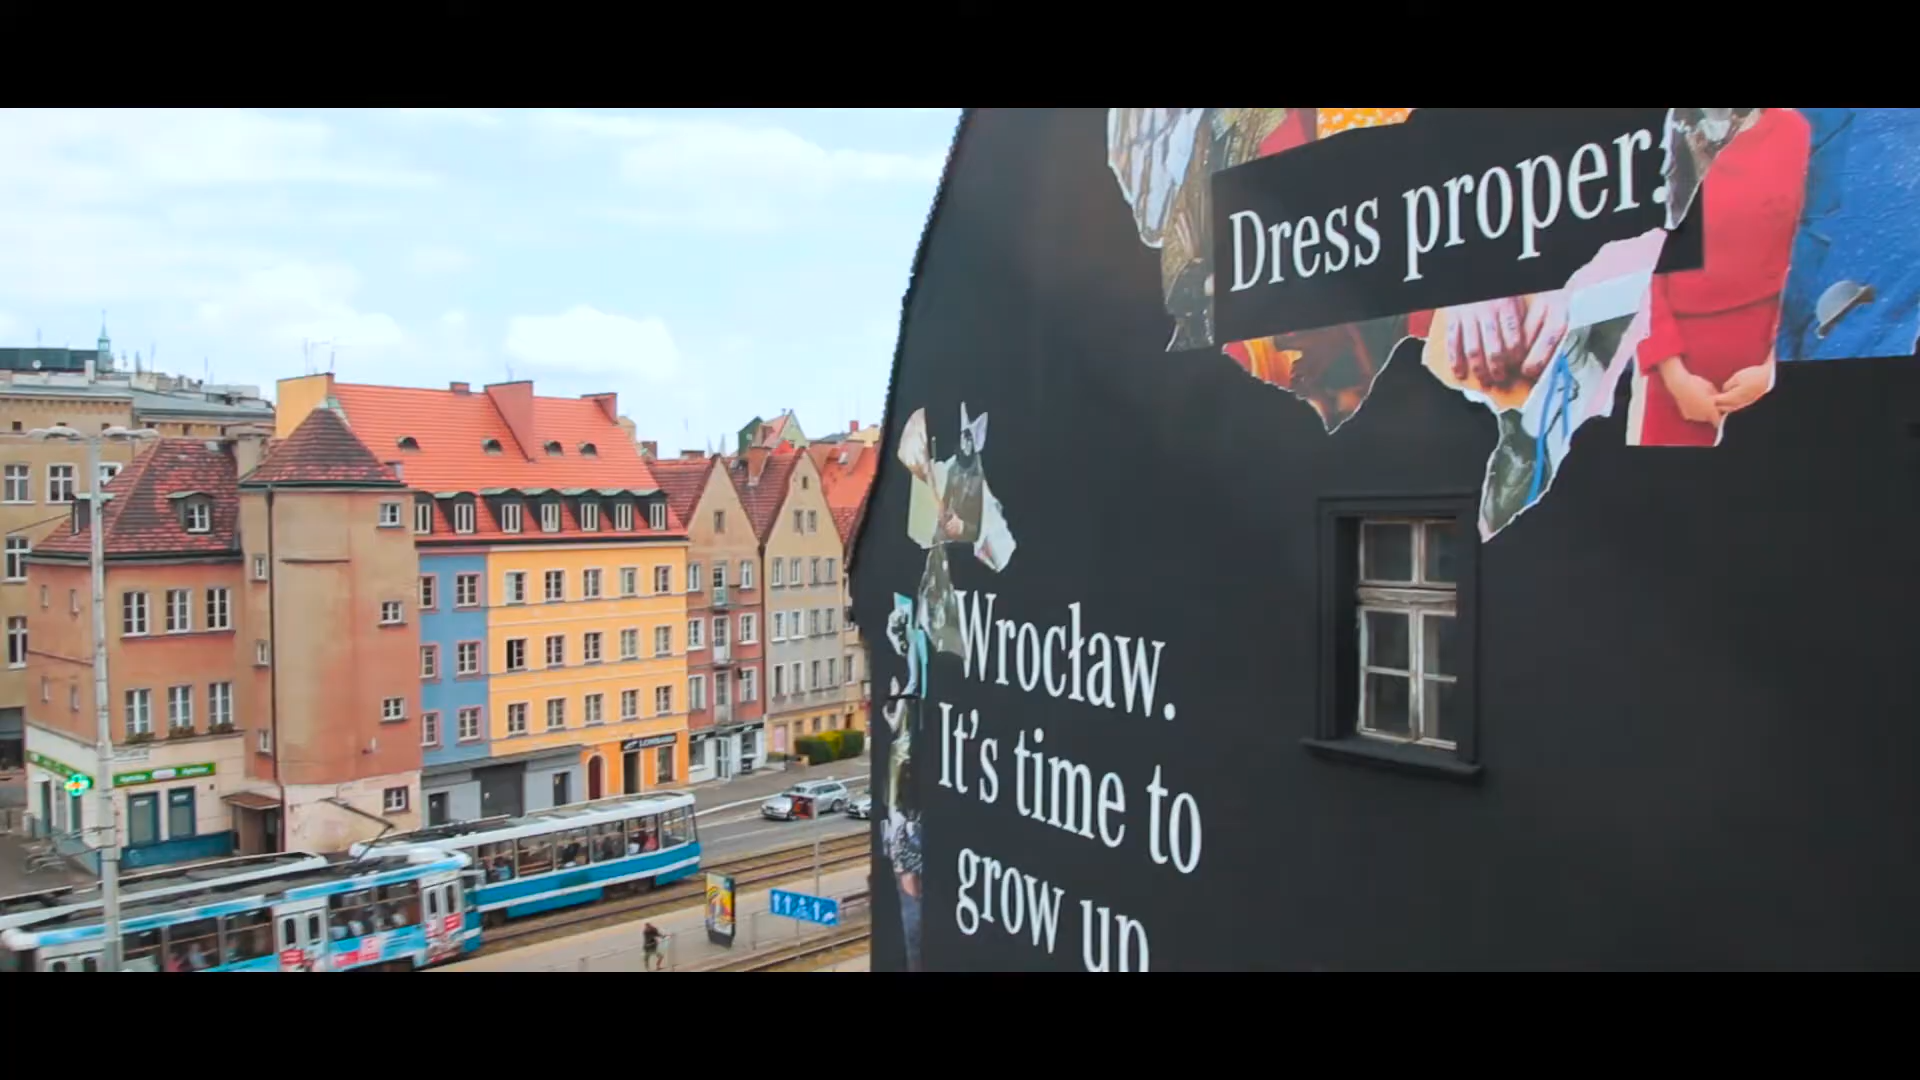 Dress proper.
Wrocław.
It's time to
grow up